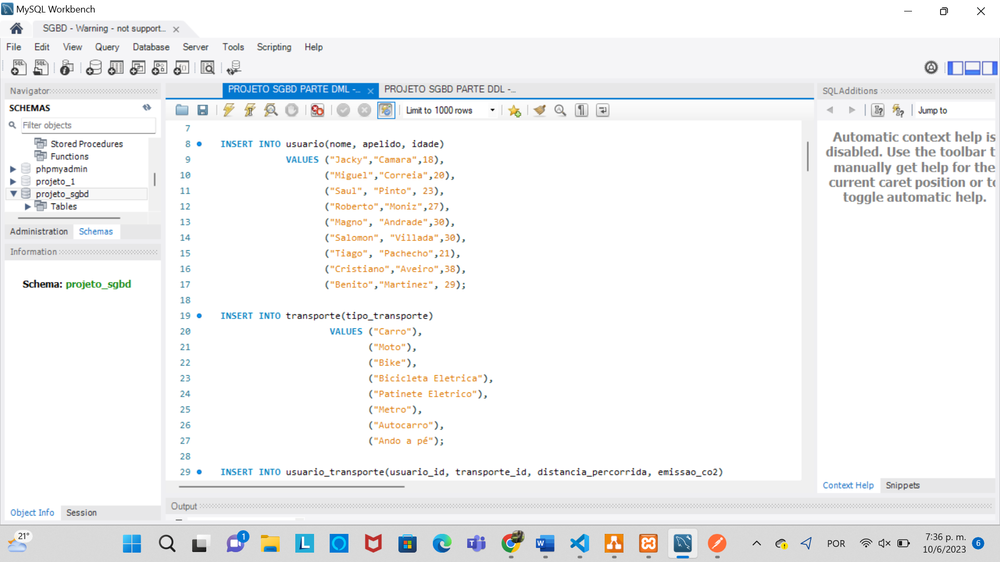 MySQL Workbench
SGBD - Warning - not support...
File Edit View Query Database Server Tools Scripting Help
Navigator
SCHEMAS
Filter objects
Stored Procedures
Functions
phpmyadmin
projeto_1
projeto_sgbd
Tables
Administration Schemas
Information
Schema: projeto_sgbd
Object Info Session
PROJETO SGBD PARTE DML -... PROJETO SGBD PARTE DDL -...
Limit to 1000 rows
7
8 INSERT INTO usuario(nome, apelido, idade)
9 VALUES ("Jacky","Camara",18),
10 ("Miguel","Correia",20),
11 ("Saul", "Pinto", 23),
12 ("Roberto","Moniz",27),
13 ("Magno", "Andrade",30),
14 ("Salomon", "Villada",30),
15 ("Tiago", "Pachecho",21),
16 ("Cristiano","Aveiro",38),
17 ("Benito","Martinez", 29);
18
19 INSERT INTO transporte(tipo_transporte)
20 VALUES ("Carro"),
21 ("Moto"),
22 ("Bike"),
23 ("Bicicleta Eletrica"),
24 ("Patinete Eletrico"),
25 ("Metro"),
26 ("Autocarro"),
27 ("Ando a pé");
28
29 INSERT INTO usuario_transporte(usuario_id, transporte_id, distancia_percorrida, emissao_co2)
Output
SQLAdditions
Jump to
Automatic context help is
disabled. Use the toolbar t
manually get help for the
current caret position or to
toggle automatic help.
Context Help Snippets
21°
1
POR
7:36 p. m.
10/6/2023
6